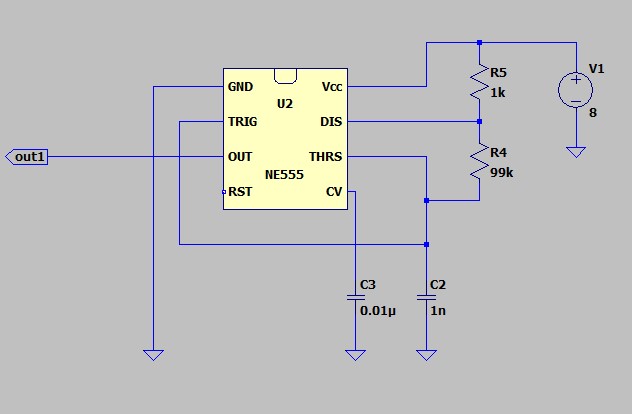 GND
Vcc
U2
TRIG
DIS
OUT
THRS
NE555
RST
CV
out1
R5
1k
V1
8
R4
99k
C3
0.01µ
C2
1n